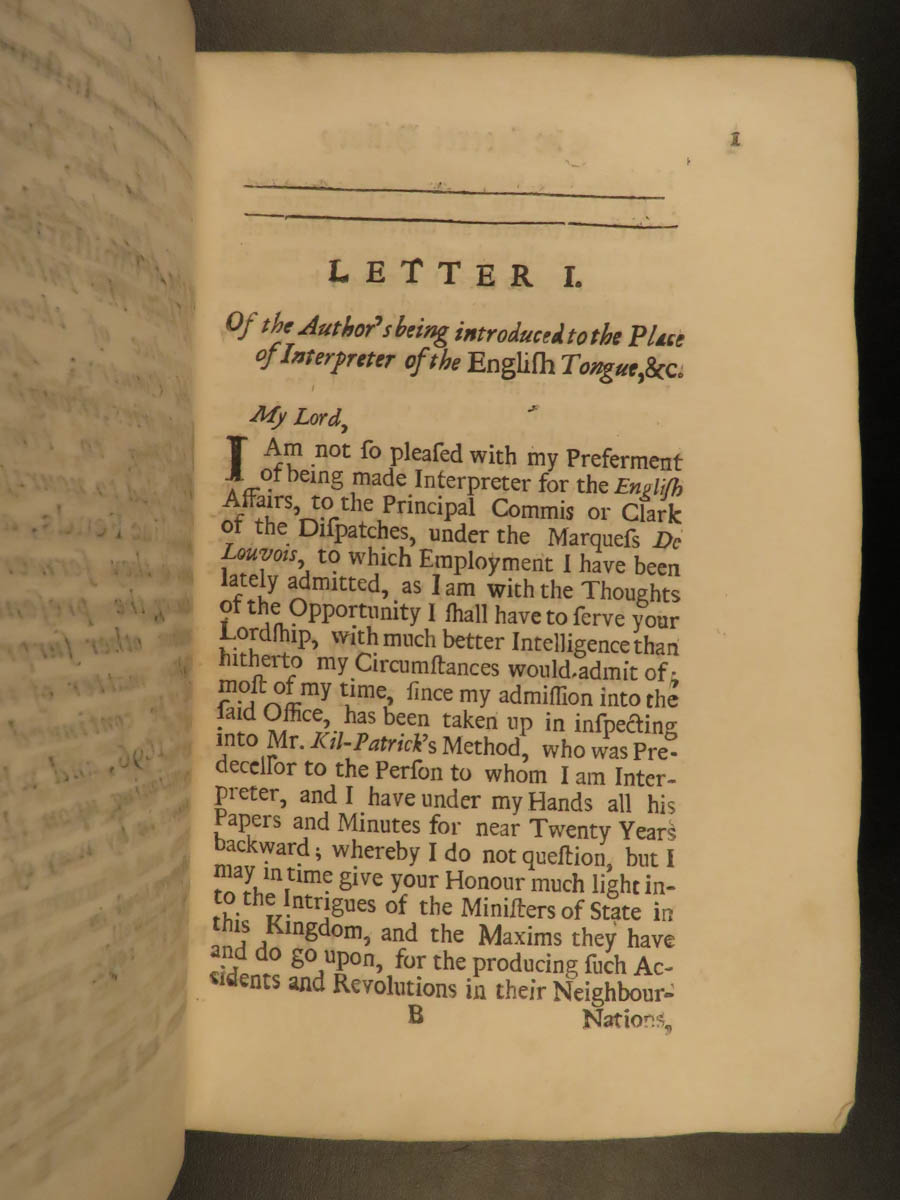 1
LETTER I.
Of the Author's being introduced to the Place
of Interpreter of the Engliſh Tongue, &c.
My Lord,
I Am not ſo pleaſed with my Preferment
of being made Interpreter for the Engliſh
Affairs, to the Principal Commis or Clark
of the Diſpatches, under the Marqueſs De
Louvois, to which Employment I have been
lately admitted, as I am with the Thoughts
of the Opportunity I ſhall have to ſerve your
Lordſhip, with much better Intelligence than
hitherto my Circumſtances would admit of;
moſt of my time, ſince my admiſſion into the
ſaid Office, has been taken up in inſpecting
into Mr. Kil-Patrick's Method, who was Pre-
deceſſor to the Perſon to whom I am Inter-
preter, and I have under my Hands all his
Papers and Minutes for near Twenty Years
backward; whereby I do not queſtion, but I
may in time give your Honour much light in-
to the Intrigues of the Miniſters of State in
this Kingdom, and the Maxims they have
and do go upon, for the producing ſuch Ac-
cidents and Revolutions in their Neighbour-
B Nations,